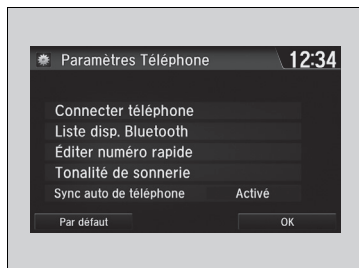 Paramètres Téléphone
12:34
Connecter téléphone
Liste disp. Bluetooth
Éditer numéro rapide
Tonalité de sonnerie
Sync auto de téléphone Activé
Par défaut OK